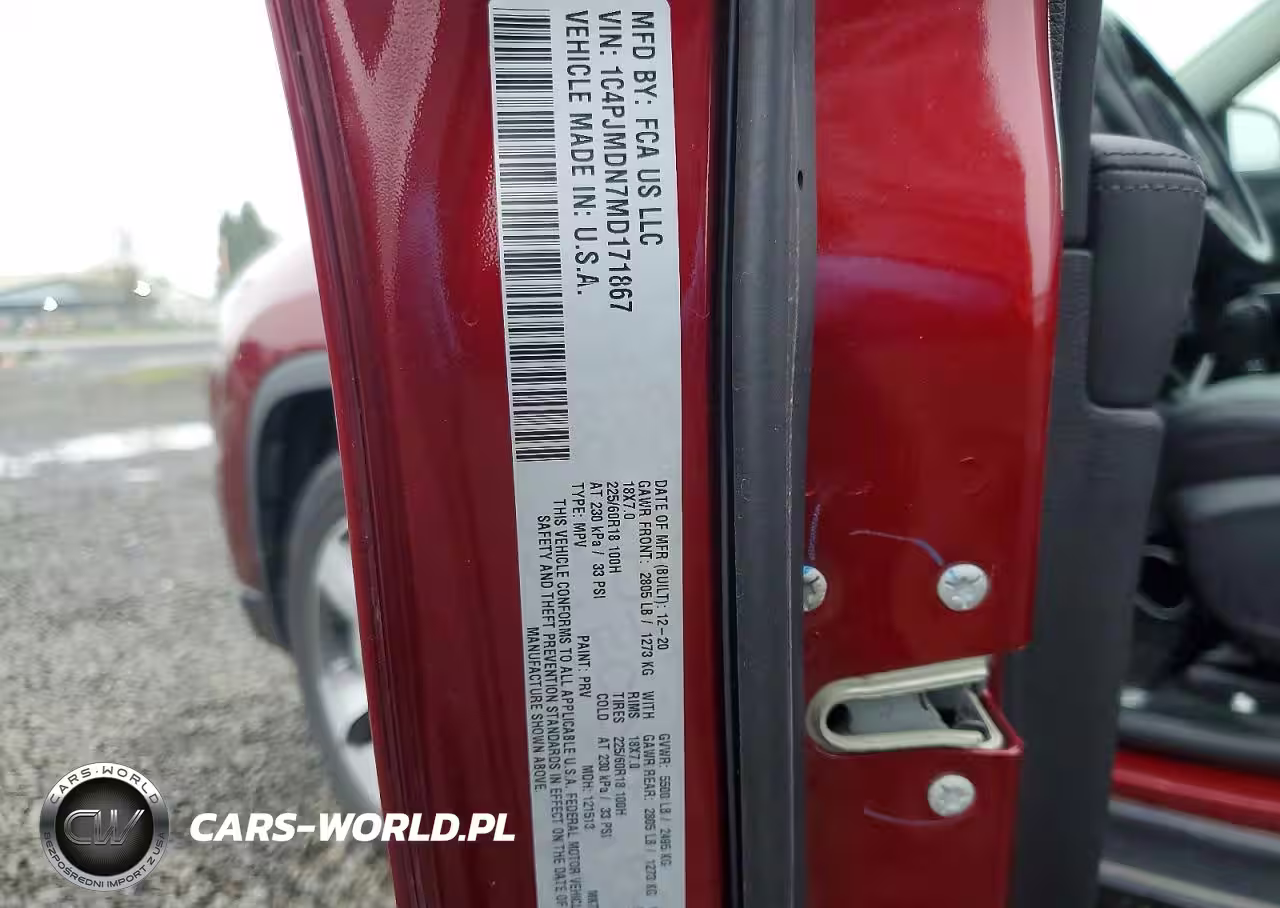 MFD BY: FCA US LLC
VIN: 1C4PJMDN7MD171867
VEHICLE MADE IN: U.S.A.
DATE OF MFR (BUILT): 12-20 GVWR: 5500 LB / 2495 KG
GAWR FRONT: 2805 LB / 1273 KG WITH GAWR REAR: 2805 LB / 1273 KG
18X7.0 RIMS 18X7.0
225/60R18 100H TIRES 225/60R18 100H
AT 230 kPa / 33 PSI COLD AT 230 kPa / 33 PSI
TYPE: MPV PAINT: PRV MDH: 121513
THIS VEHICLE CONFORMS TO ALL APPLICABLE U.S.A. FEDERAL MOTOR
SAFETY AND THEFT PREVENTION STANDARDS IN EFFECT ON THE DATE OF
MANUFACTURE SHOWN ABOVE.
CARS-WORLD
CW
BEZPOŚREDNI IMPORT Z USA
CARS-WORLD.PL